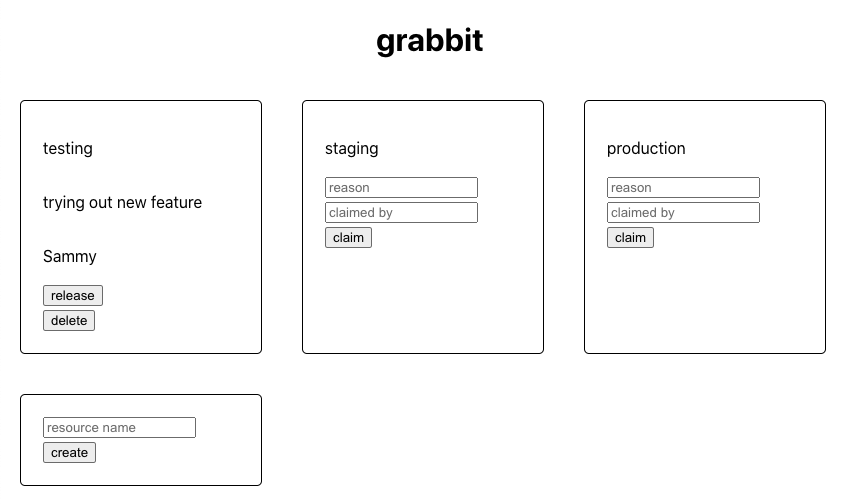 grabbit
testing
trying out new feature
Sammy
release
delete
staging
reason
claimed by
claim
production
reason
claimed by
claim
resource name
create